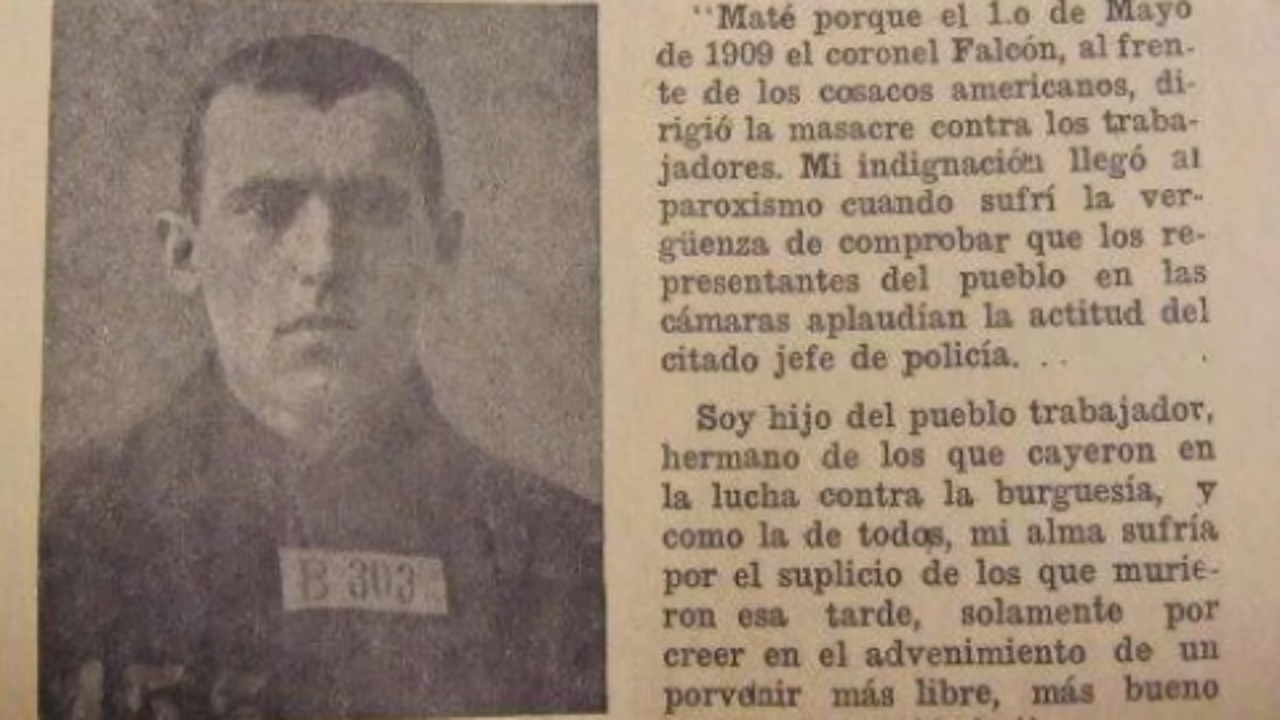 B 303
"Maté porque el 1.o de Mayo
de 1909 el coronel Falcón, al fren-
te de los cosacos americanos, di-
rigió la masacre contra los traba-
jadores. Mi indignación llegó al
paroxismo cuando sufrí la ver-
güenza de comprobar que los re-
presentantes del pueblo en las
cámaras aplaudían la actitud del
citado jefe de policía. . .
Soy hijo del pueblo trabajador,
hermano de los que cayeron en
la lucha contra la burguesía, y
como la de todos, mi alma sufría
por el suplicio de los que murie-
ron esa tarde, solamente por
creer en el advenimiento de un
porvenir más libre, más bueno